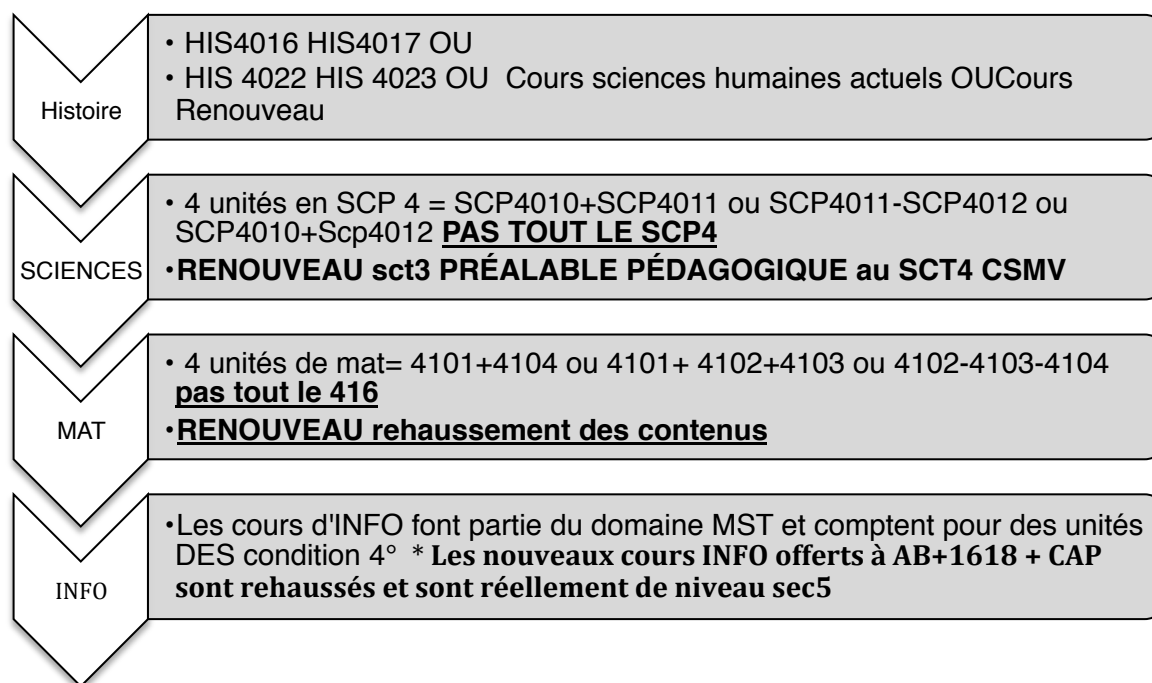 Histoire
• HIS4016 HIS4017 OU
• HIS 4022 HIS 4023 OU Cours sciences humaines actuels OUCours
Renouveau
SCIENCES
• 4 unités en SCP 4 = SCP4010+SCP4011 ou SCP4011-SCP4012 ou
SCP4010+Scp4012 PAS TOUT LE SCP4
•RENOUVEAU sct3 PRÉALABLE PÉDAGOGIQUE au SCT4 CSMV
MAT
• 4 unités de mat= 4101+4104 ou 4101+ 4102+4103 ou 4102-4103-4104
pas tout le 416
•RENOUVEAU rehaussement des contenus
INFO
•Les cours d'INFO font partie du domaine MST et comptent pour des unités
DES condition 4° * Les nouveaux cours INFO offerts à AB+1618 + CAP
sont rehaussés et sont réellement de niveau sec5